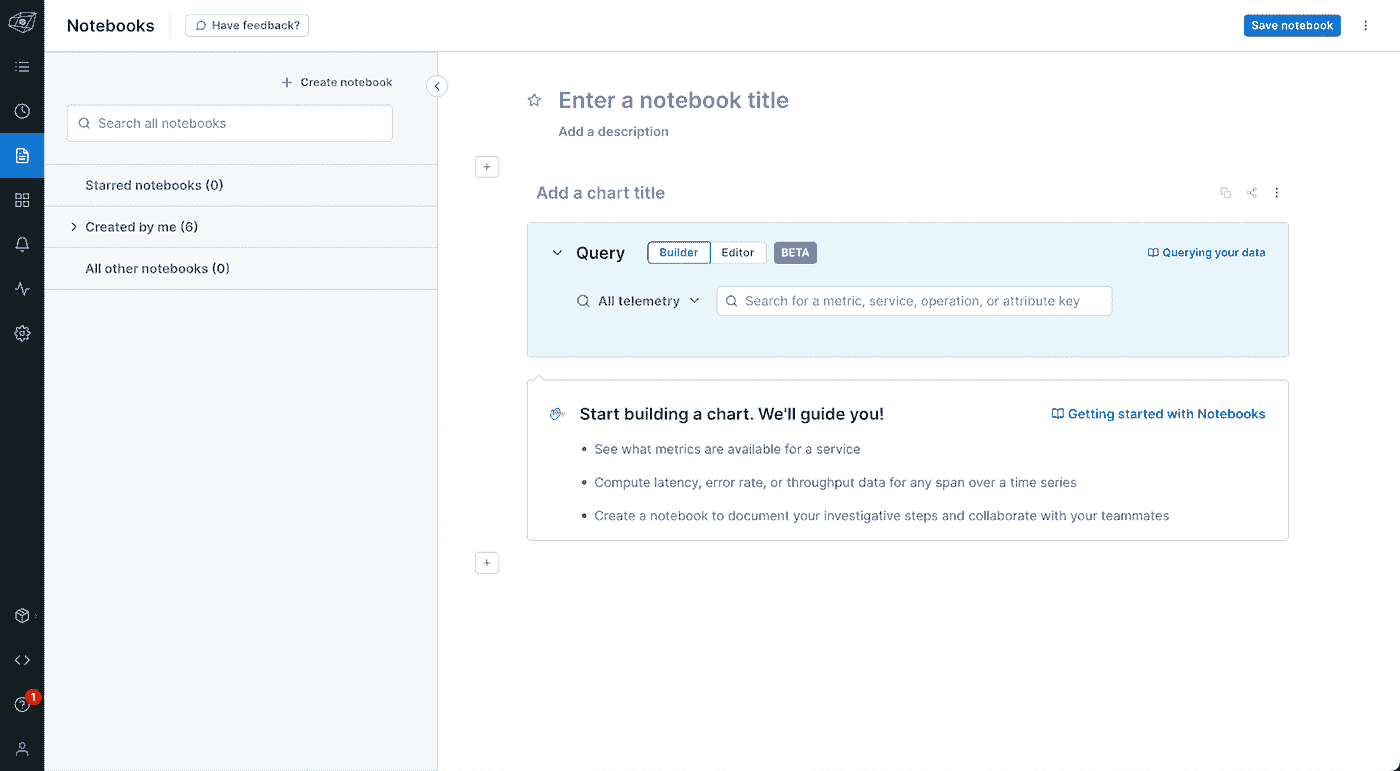 Notebooks
Have feedback?
Save notebook
Create notebook
Search all notebooks
Starred notebooks (0)
Created by me (6)
All other notebooks (0)
Enter a notebook title
Add a description
Add a chart title
Query
Builder
Editor
BETA
Querying your data
All telemetry
Search for a metric, service, operation, or attribute key
Start building a chart. We'll guide you!
Getting started with Notebooks
• See what metrics are available for a service
• Compute latency, error rate, or throughput data for any span over a time series
• Create a notebook to document your investigative steps and collaborate with your teammates
1